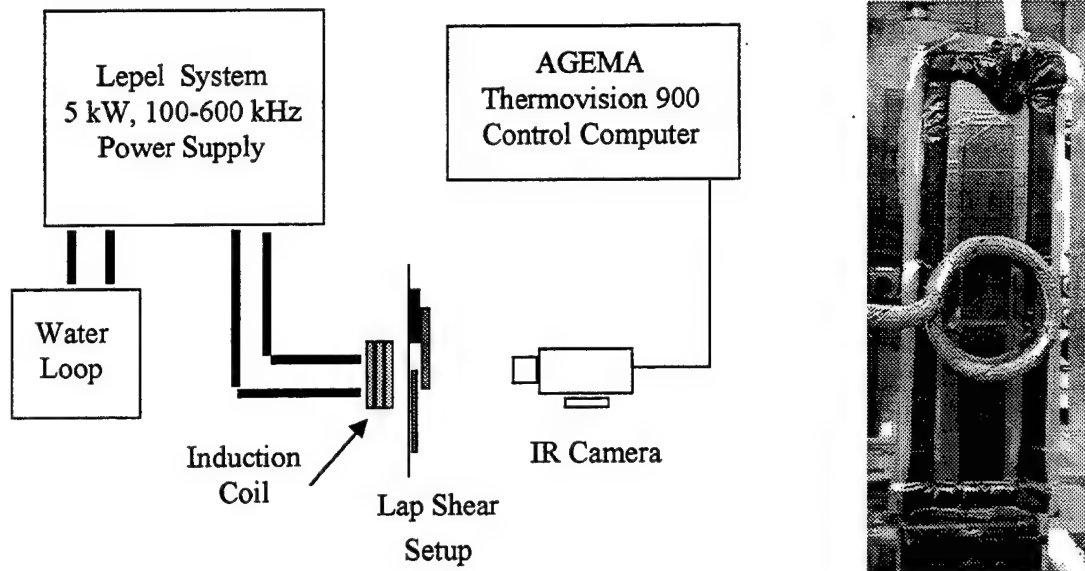 Lepel System
5 kW, 100-600 kHz
Power Supply
AGEMA
Thermovision 900
Control Computer
Water
Loop
Induction
Coil
Lap Shear
Setup
IR Camera